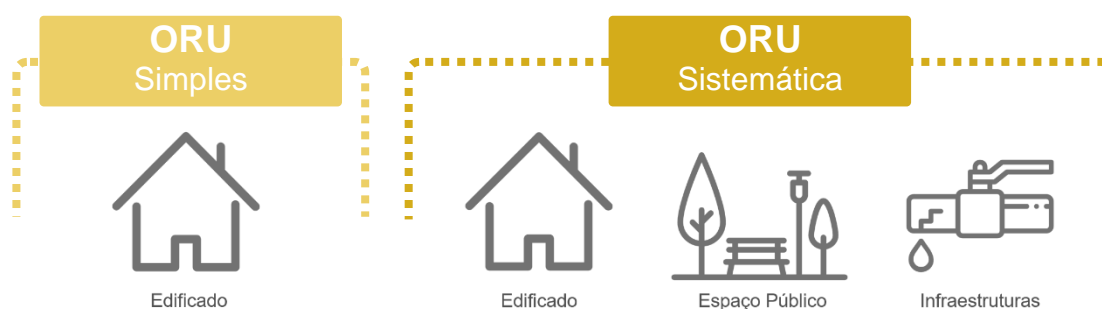 ORU
Simples
ORU
Sistemática
Edificado
Edificado
Espaço Público
Infraestruturas